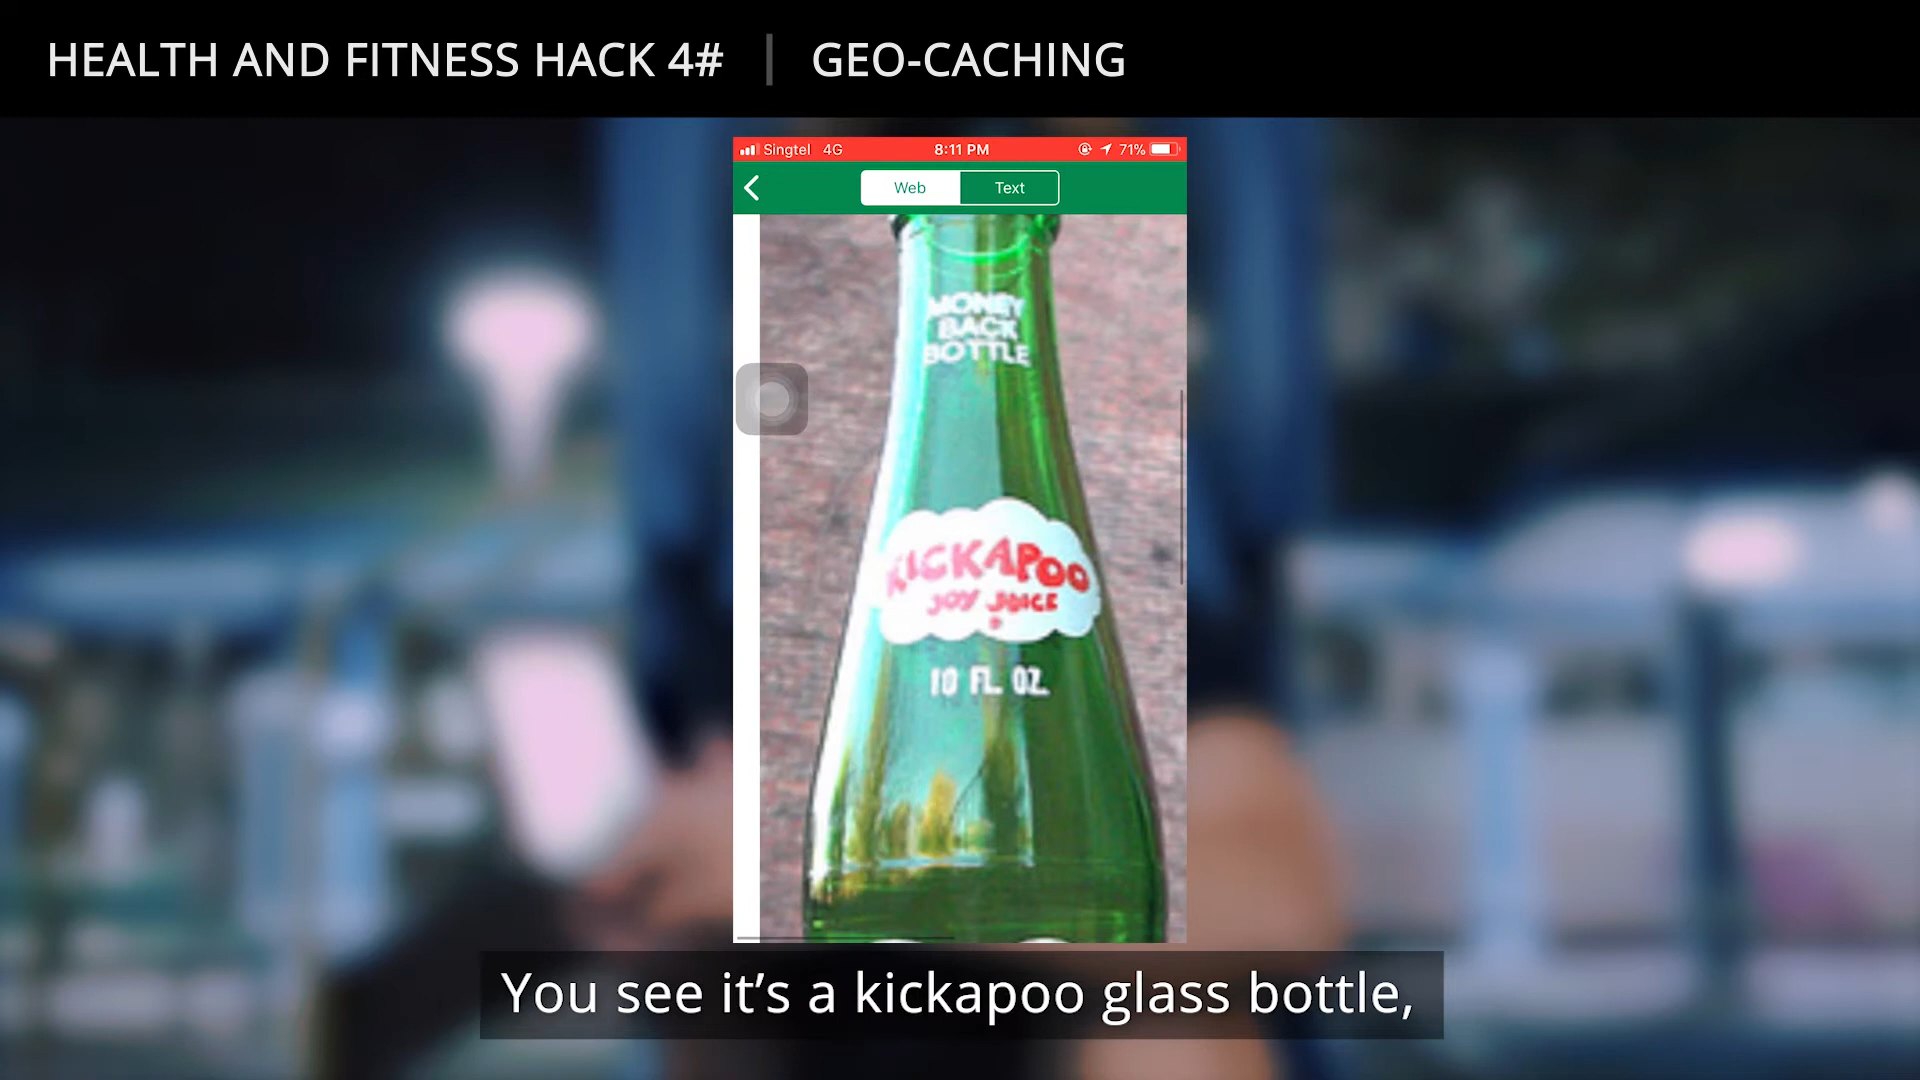 HEALTH AND FITNESS HACK 4# | GEO-CACHING
Singtel 4G 8:11 PM 71%
Web Text
MONEY
BACK
BOTTLE
KICKAPOO
JOY JUICE
®
10 FL. OZ.
You see it’s a kickapoo glass bottle,